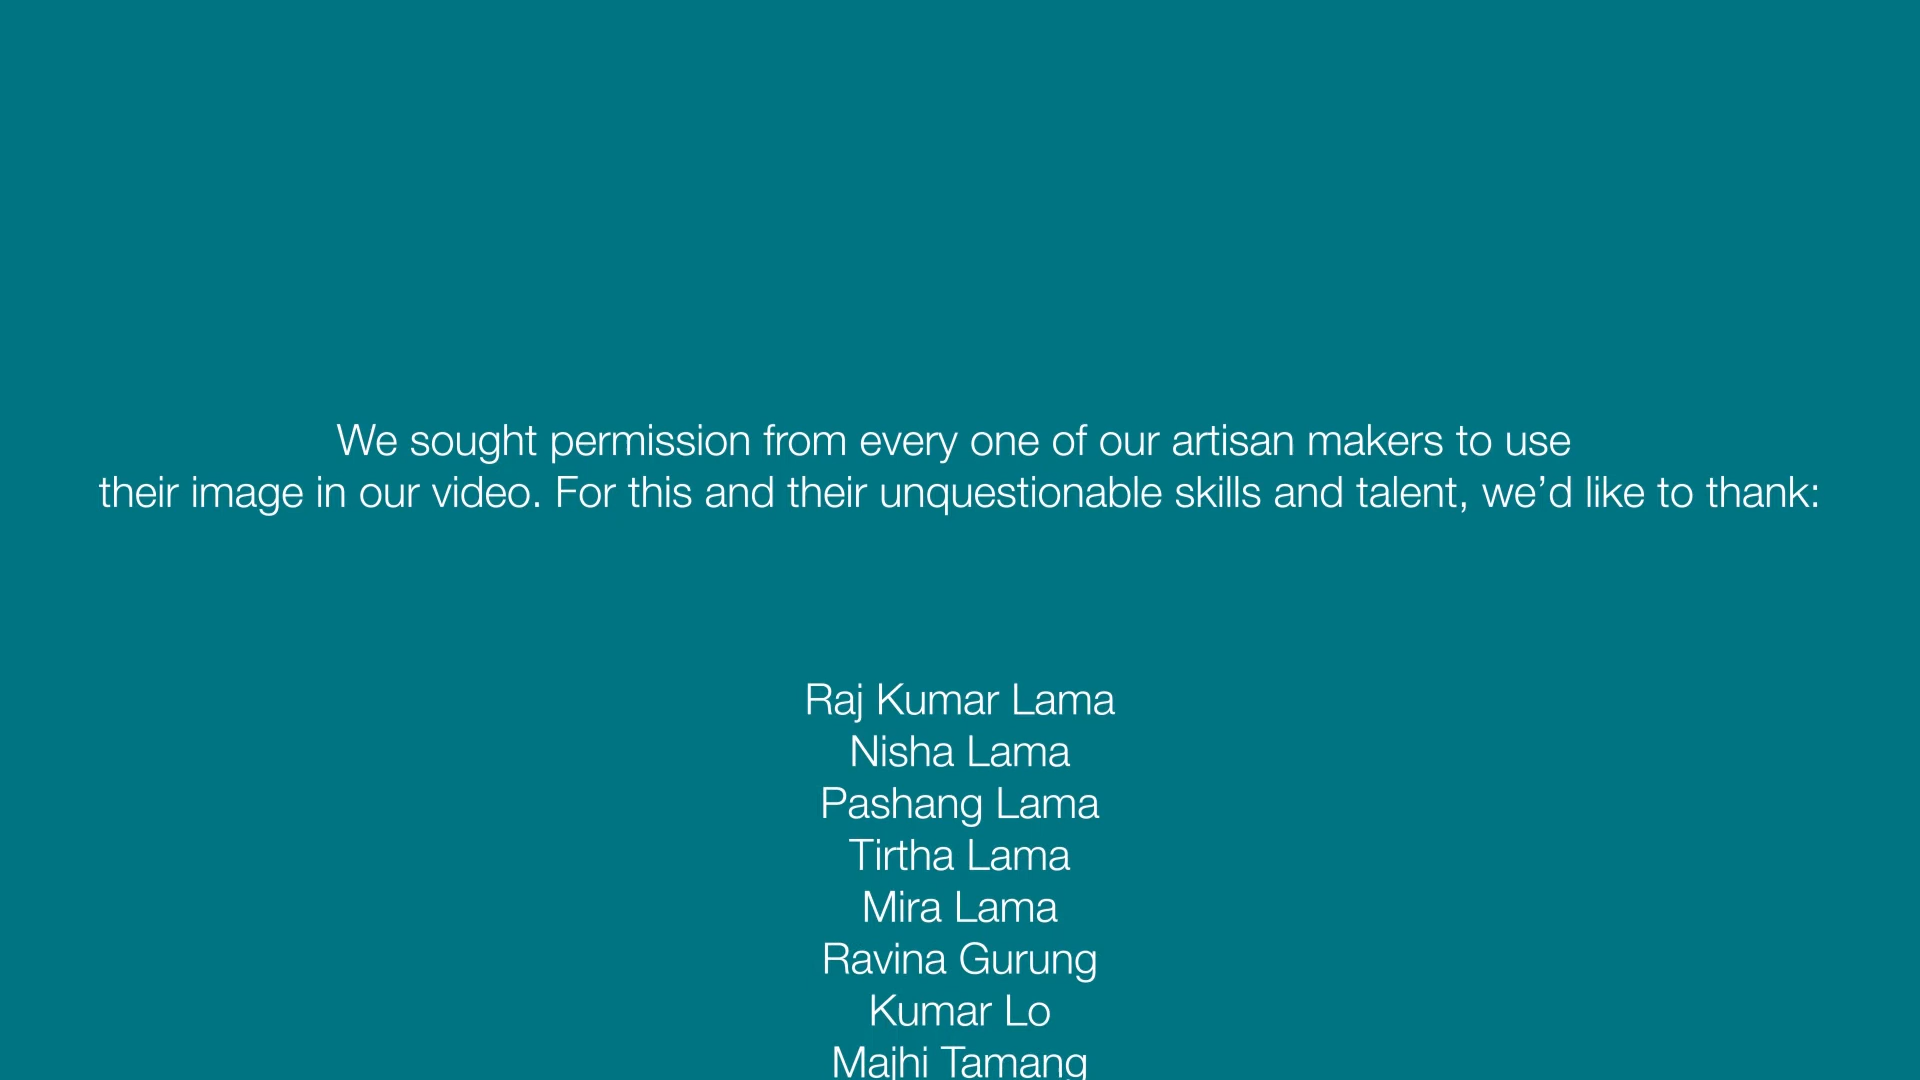 We sought permission from every one of our artisan makers to use
their image in our video. For this and their unquestionable skills and talent, we’d like to thank:
Raj Kumar Lama
Nisha Lama
Pashang Lama
Tirtha Lama
Mira Lama
Ravina Gurung
Kumar Lo
Majhi Tamang